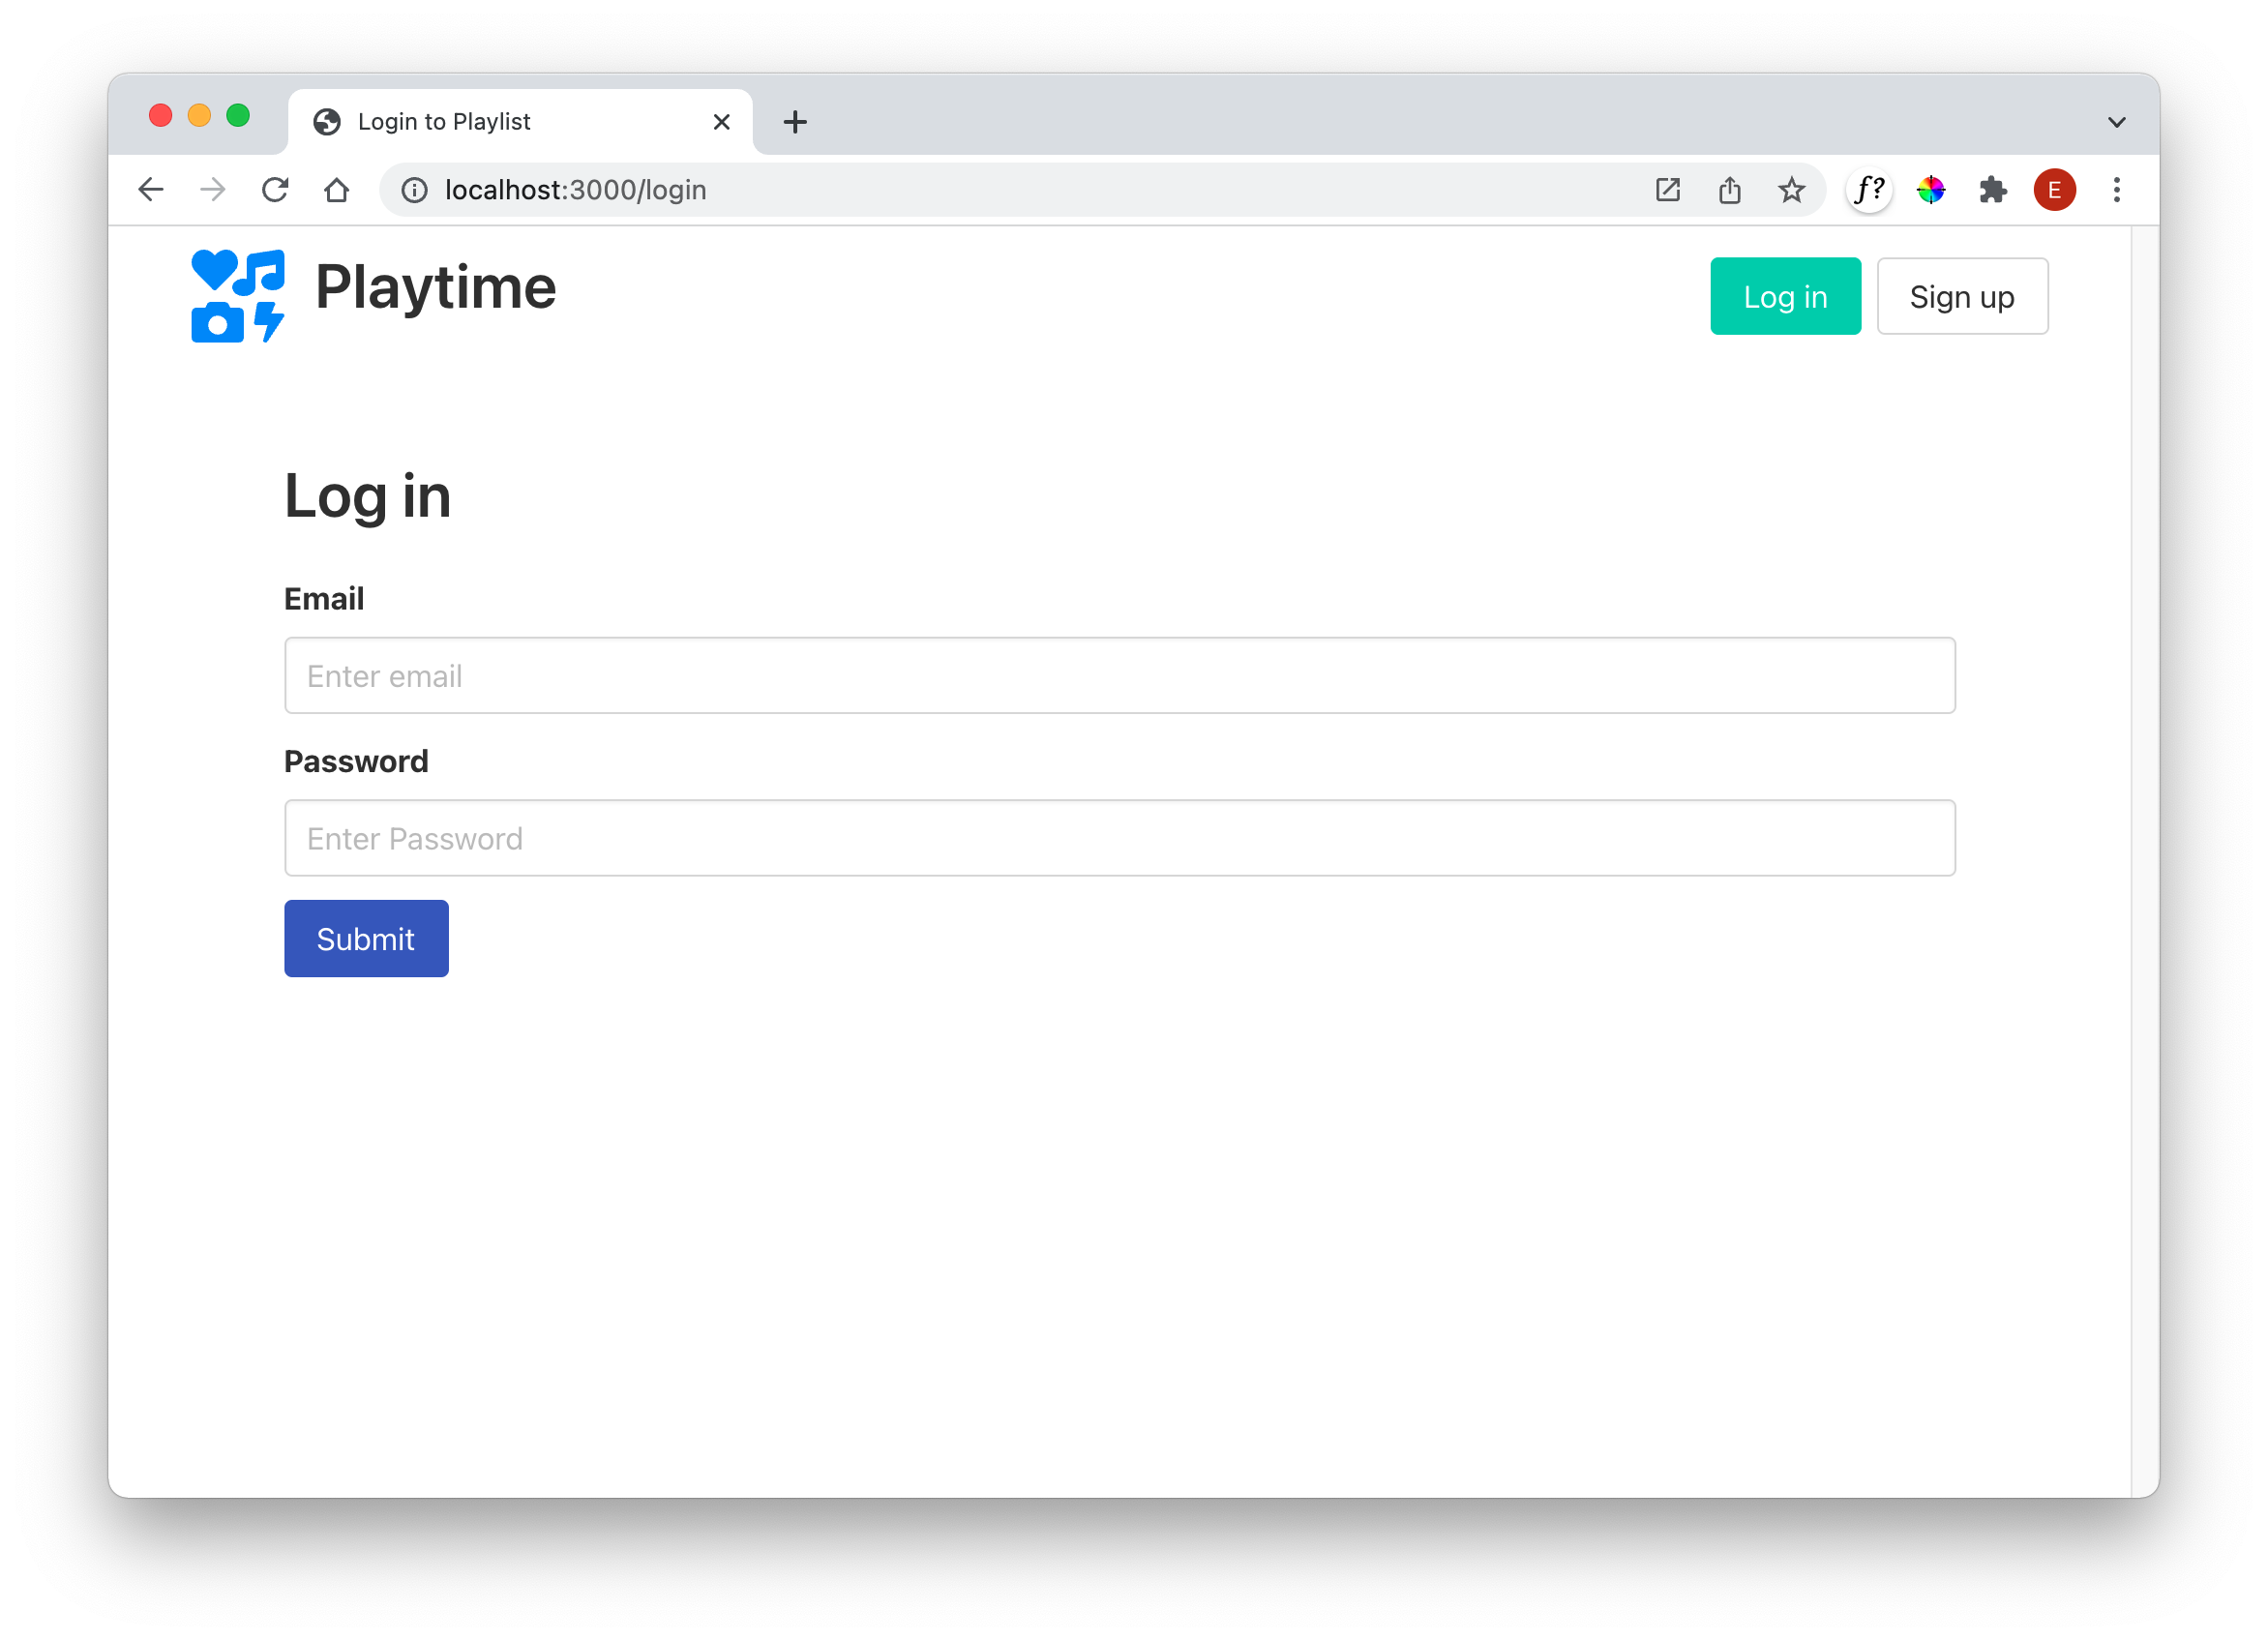 Login to Playlist
localhost:3000/login
f?
E
Playtime
Log in
Sign up
Log in
Email
Enter email
Password
Enter Password
Submit